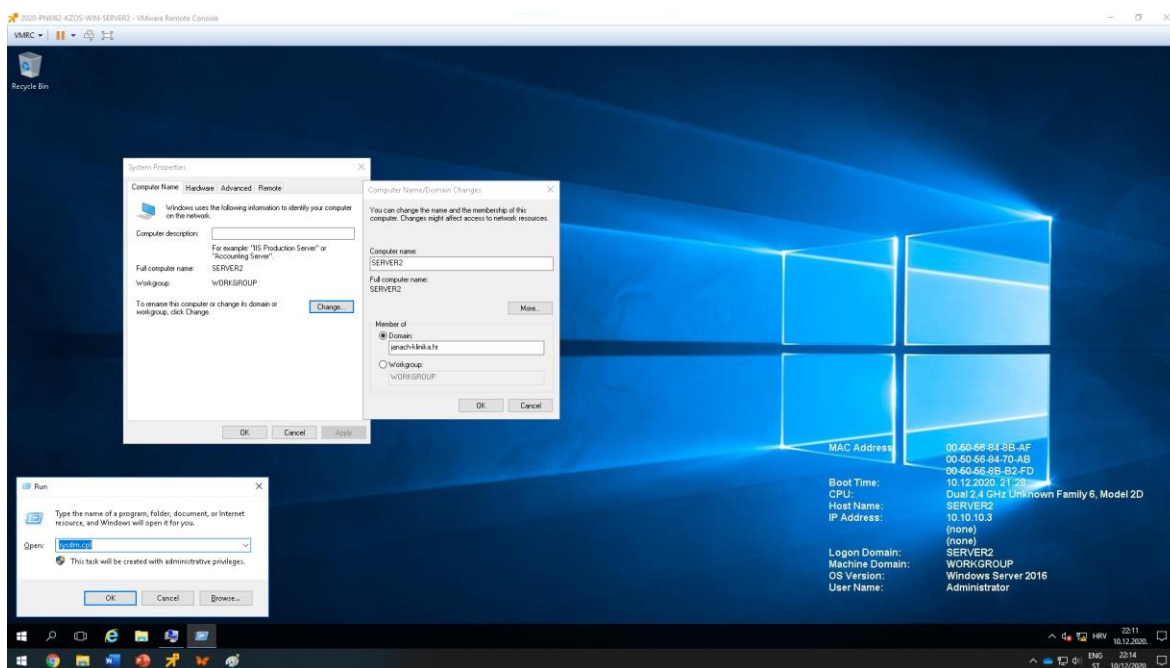 2020-PNI062-KZOS-WIN-SERVER2 - VMware Remote Console
VMRC
Recycle Bin
System Properties
Computer Name Hardware Advanced Remote
Windows uses the following information to identify your computer
on the network.
Computer description:
For example: "IIS Production Server" or
"Accounting Server".
Full computer name: SERVER2
Workgroup: WORKGROUP
To rename this computer or change its domain or
workgroup, click Change.
Change...
OK Cancel Apply
Computer Name/Domain Changes
You can change the name and the membership of this
computer. Changes might affect access to network resources.
Computer name:
SERVER2
Full computer name:
SERVER2
More...
Member of
Domain:
janach-klinika.hr
Workgroup:
WORKGROUP
OK Cancel
Run
Type the name of a program, folder, document, or Internet
resource, and Windows will open it for you.
Open: sysdm.cpl
This task will be created with administrative privileges.
OK Cancel Browse...
MAC Address: 00-50-56-84-8B-AF
00-50-56-84-70-AB
00-50-56-8B-B2-FD
Boot Time: 10.12.2020. 21:28
CPU: Dual 2,4 GHz Unknown Family 6, Model 2D
Host Name: SERVER2
IP Address: 10.10.10.3
(none)
(none)
Logon Domain: SERVER2
Machine Domain: WORKGROUP
OS Version: Windows Server 2016
User Name: Administrator
HRV
22:11
10.12.2020.
ENG
ST
22:14
10/12/2020